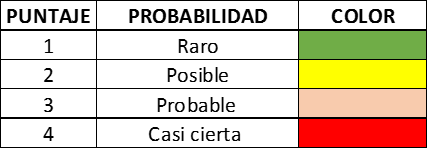 PUNTAJE PROBABILIDAD COLOR
1 Raro
2 Posible
3 Probable
4 Casi cierta